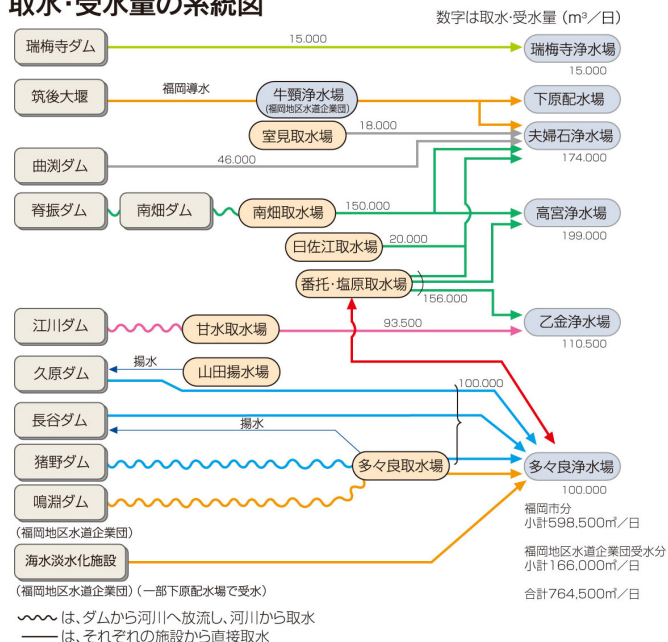 取水・受水量の系統図
数字は取水・受水量（m³／日）
瑞梅寺ダム
15.000
瑞梅寺浄水場
15.000
筑後大堰
福岡導水
牛頸浄水場
(福岡地区水道企業団)
下原配水場
室見取水場
18.000
夫婦石浄水場
174.000
曲渕ダム
46.000
脊振ダム
南畑ダム
南畑取水場
150.000
高宮浄水場
199.000
曰佐江取水場
20.000
番托・塩原取水場
156.000
江川ダム
甘水取水場
93.500
乙金浄水場
110.500
久原ダム
揚水
山田揚水場
100.000
長谷ダム
揚水
猪野ダム
多々良取水場
多々良浄水場
100.000
鳴淵ダム
(福岡地区水道企業団)
福岡市分
小計598,500㎥／日
海水淡水化施設
福岡地区水道企業団受水分
小計166,000㎥／日
(福岡地区水道企業団) (一部下原配水場で受水)
合計764,500㎥／日
は、ダムから河川へ放流し、河川から取水
は、それぞれの施設から直接取水